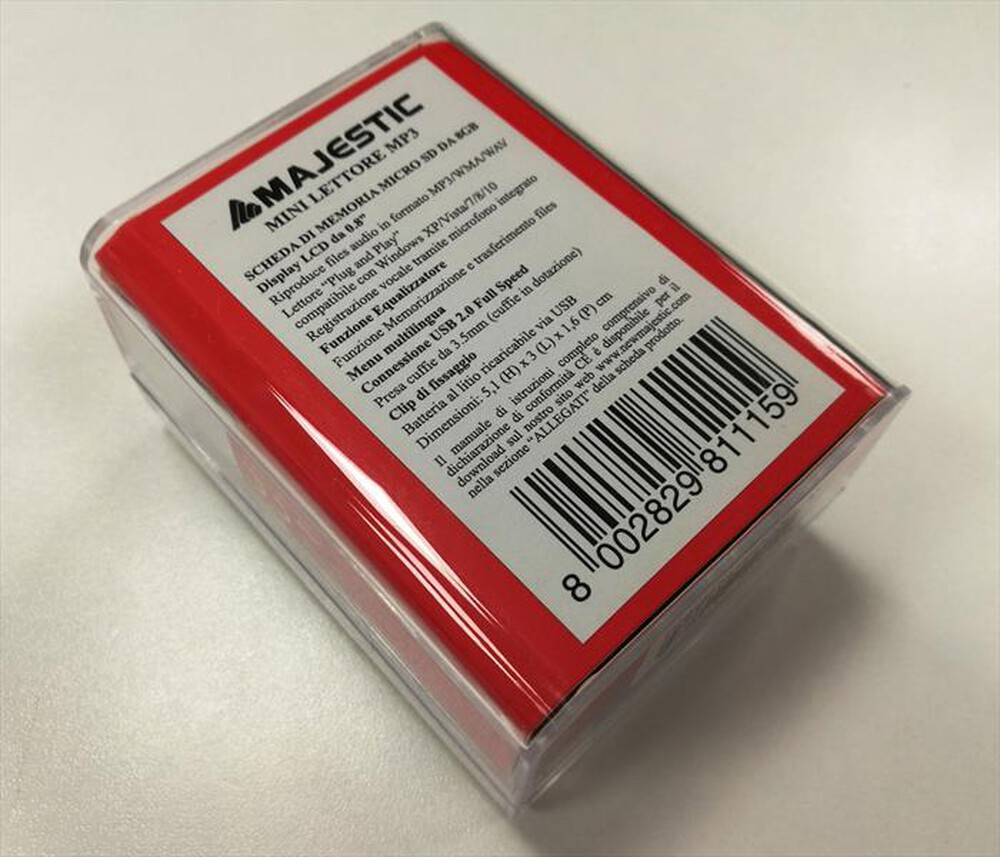 MAJESTIC
MINI LETTORE MP3
SCHEDA DI MEMORIA MICRO SD DA 8GB
Display LCD da 0.8"
Riproduce files audio in formato MP3/WMA/WAV
Lettore "Plug and Play"
compatibile con Windows XP/Vista/7/8/10
Registrazione vocale tramite microfono integrato
Funzione Equalizzatore
Funzione Memorizzazione e trasferimento files
Menu multilingua
Connessione USB 2.0 Full Speed
Presa cuffie da 3.5mm (cuffie in dotazione)
Clip di fissaggio
Batteria al litio ricaricabile via USB
Dimensioni: 5,1 (H) x 3 (L) x 1,6 (P) cm
Il manuale di istruzioni completo comprensivo di
dichiarazione di conformità CE é disponibile per il
download sul nostro sito web www.newmajestic.com
nella sezione "ALLEGATI" della scheda prodotto.
8 002829 811159